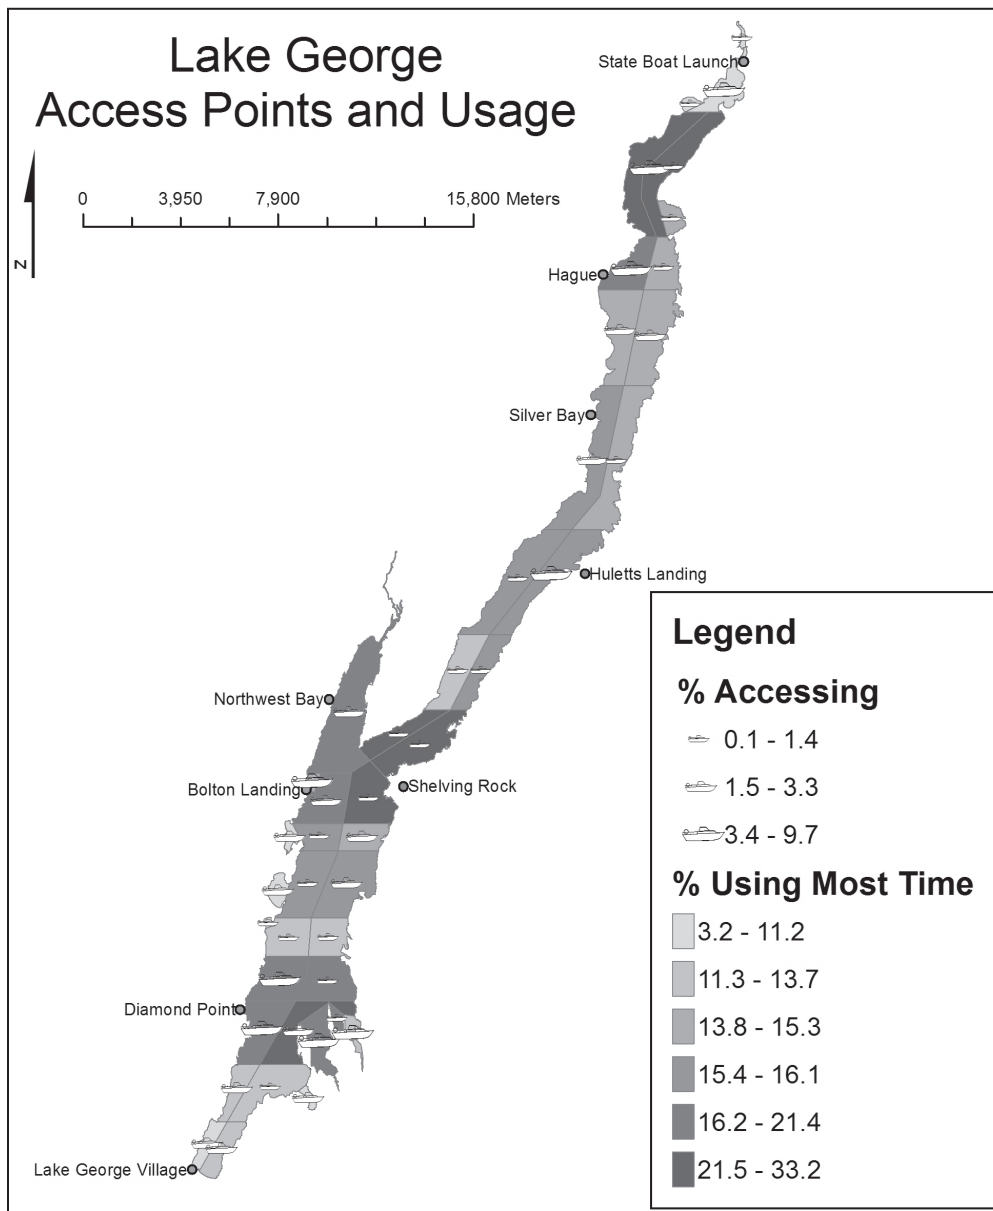 Lake George
Access Points and Usage
0 3,950 7,900 15,800 Meters
N
State Boat Launch
Hague
Silver Bay
Huletts Landing
Northwest Bay
Bolton Landing
Shelving Rock
Diamond Point
Lake George Village
Legend
% Accessing
0.1 - 1.4
1.5 - 3.3
3.4 - 9.7
% Using Most Time
3.2 - 11.2
11.3 - 13.7
13.8 - 15.3
15.4 - 16.1
16.2 - 21.4
21.5 - 33.2